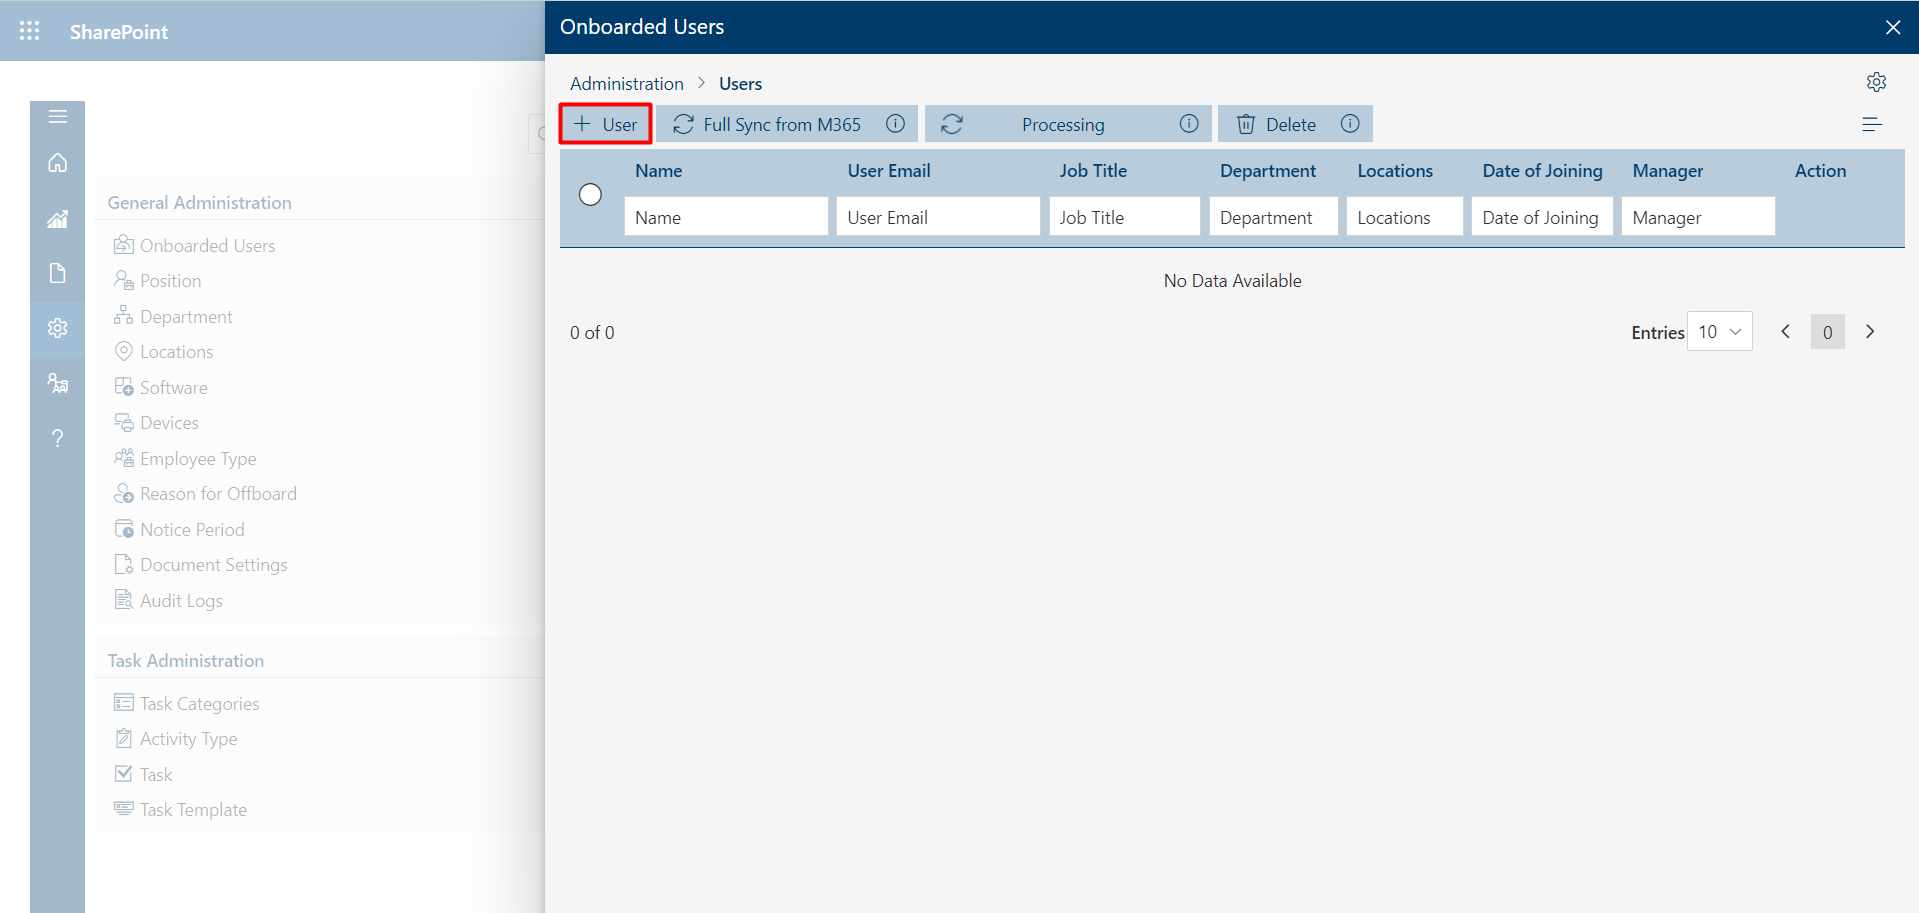 SharePoint
Onboarded Users
Administration > Users
+ User
Full Sync from M365
Processing
Delete
Name
User Email
Job Title
Department
Locations
Date of Joining
Manager
Action
Name
User Email
Job Title
Department
Locations
Date of Joining
Manager
No Data Available
0 of 0
Entries 10
0
General Administration
Onboarded Users
Position
Department
Locations
Software
Devices
Employee Type
Reason for Offboard
Notice Period
Document Settings
Audit Logs
Task Administration
Task Categories
Activity Type
Task
Task Template